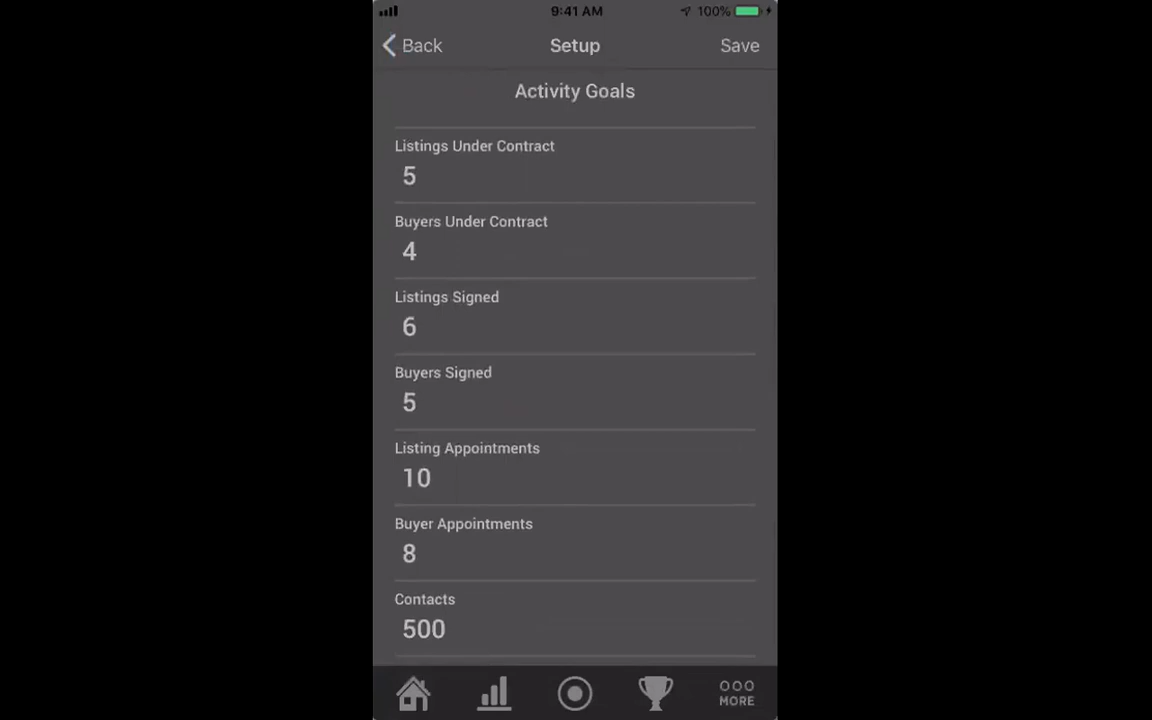 9:41 AM 100%
Back Setup Save
Activity Goals
Listings Under Contract
5
Buyers Under Contract
4
Listings Signed
6
Buyers Signed
5
Listing Appointments
10
Buyer Appointments
8
Contacts
500
MORE